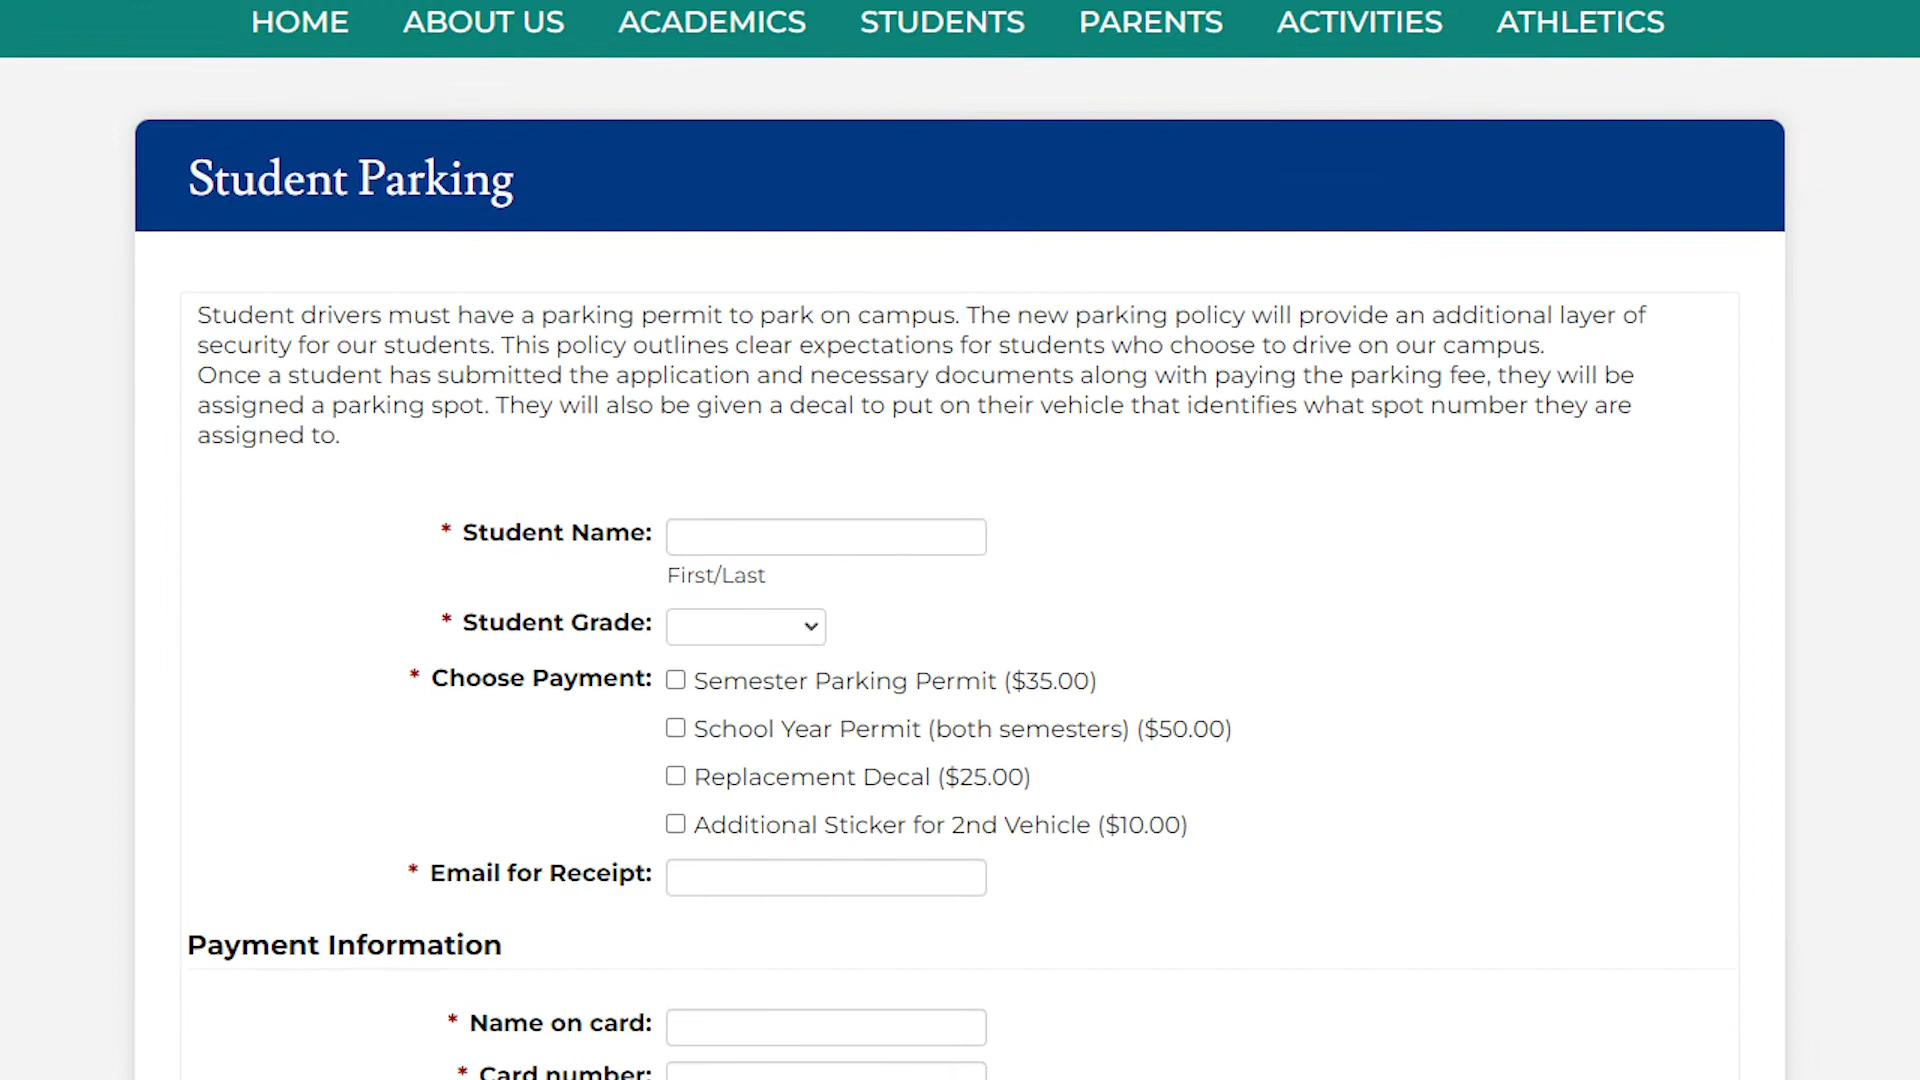 HOME ABOUT US ACADEMICS STUDENTS PARENTS ACTIVITIES ATHLETICS
Student Parking
Student drivers must have a parking permit to park on campus. The new parking policy will provide an additional layer of
security for our students. This policy outlines clear expectations for students who choose to drive on our campus.
Once a student has submitted the application and necessary documents along with paying the parking fee, they will be
assigned a parking spot. They will also be given a decal to put on their vehicle that identifies what spot number they are
assigned to.
* Student Name:
First/Last
* Student Grade:
* Choose Payment: Semester Parking Permit ($35.00)
School Year Permit (both semesters) ($50.00)
Replacement Decal ($25.00)
Additional Sticker for 2nd Vehicle ($10.00)
* Email for Receipt:
Payment Information
* Name on card:
* Card number: